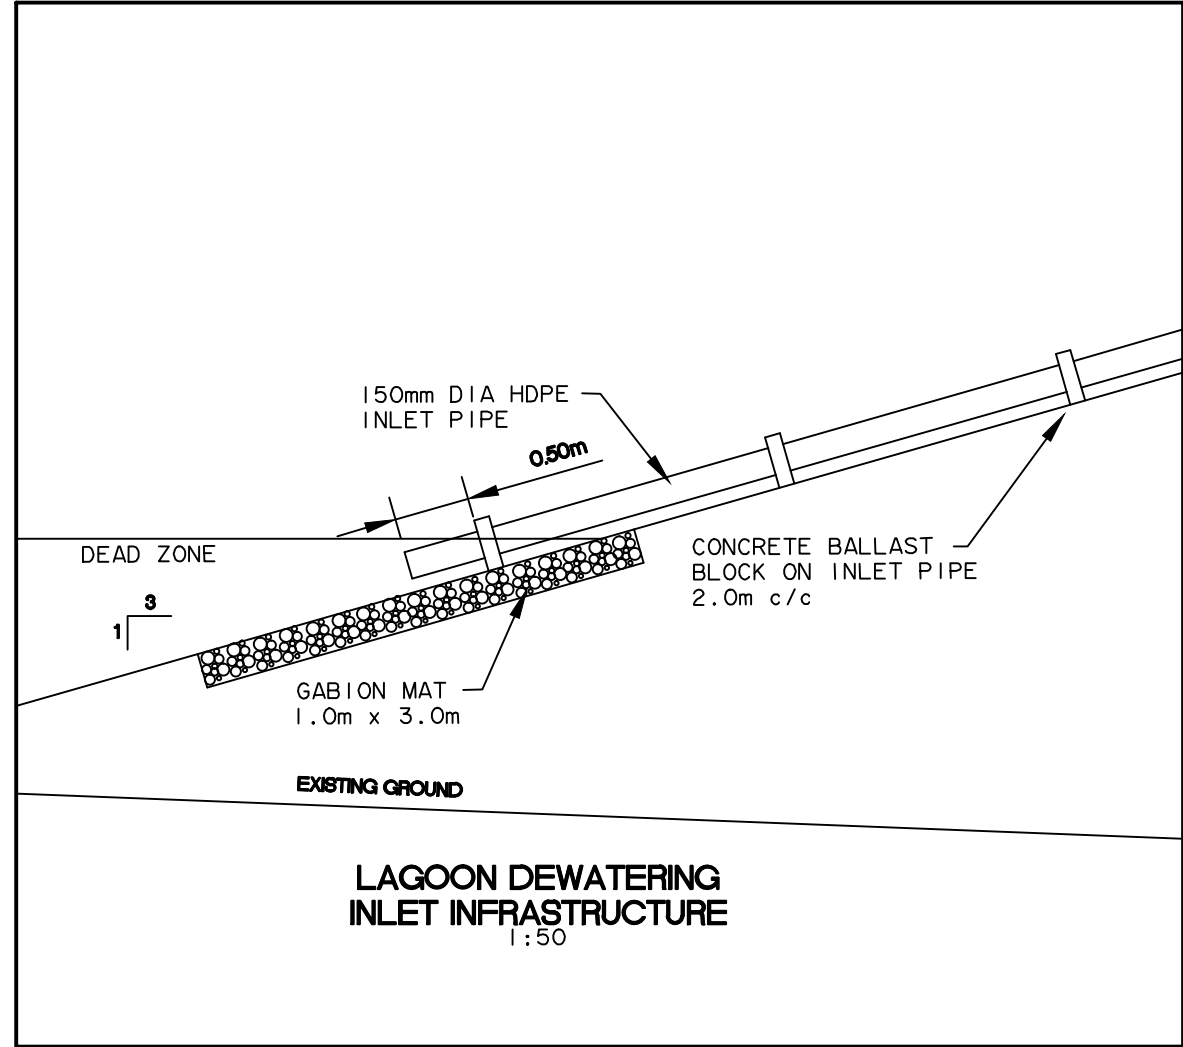 150mm DIA HDPE
INLET PIPE
0.50m
DEAD ZONE
CONCRETE BALLAST
BLOCK ON INLET PIPE
2.0m c/c
3
1
GABION MAT
1.0m x 3.0m
EXISTING GROUND
LAGOON DEWATERING
INLET INFRASTRUCTURE
1:50